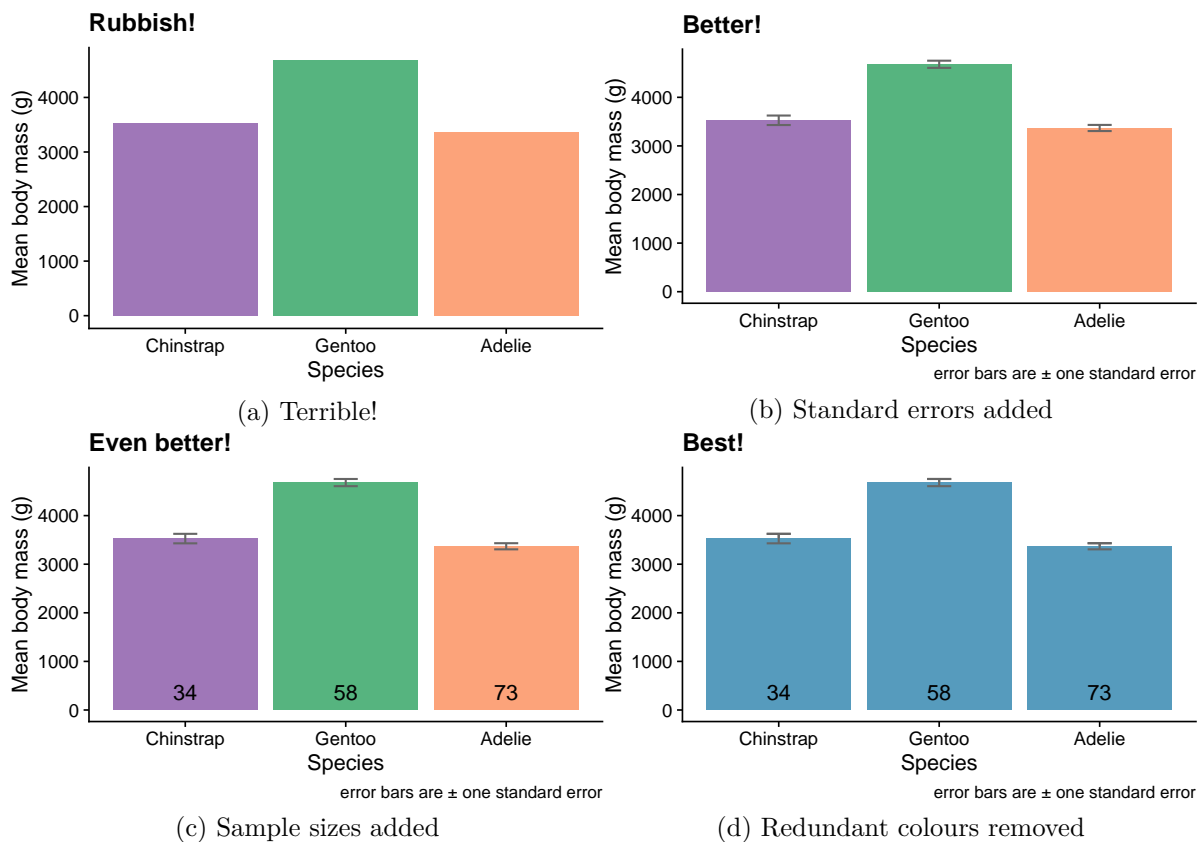 Rubbish!
Mean body mass (g)
4000
3000
2000
1000
0
Chinstrap Gentoo Adelie
Species
(a) Terrible!
Better!
Mean body mass (g)
4000
3000
2000
1000
0
Chinstrap Gentoo Adelie
Species
error bars are ± one standard error
(b) Standard errors added
Even better!
Mean body mass (g)
4000
3000
2000
1000
0
34 58 73
Chinstrap Gentoo Adelie
Species
error bars are ± one standard error
(c) Sample sizes added
Best!
Mean body mass (g)
4000
3000
2000
1000
0
34 58 73
Chinstrap Gentoo Adelie
Species
error bars are ± one standard error
(d) Redundant colours removed